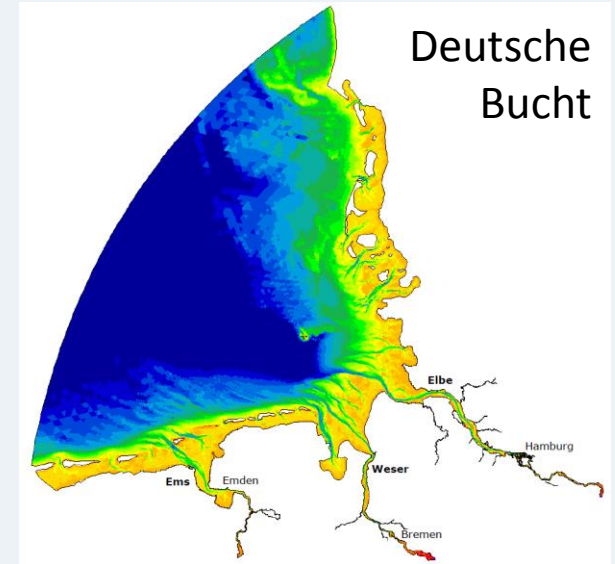 Deutsche
Bucht
Elbe
Hamburg
Weser
Ems
Emden
Bremen